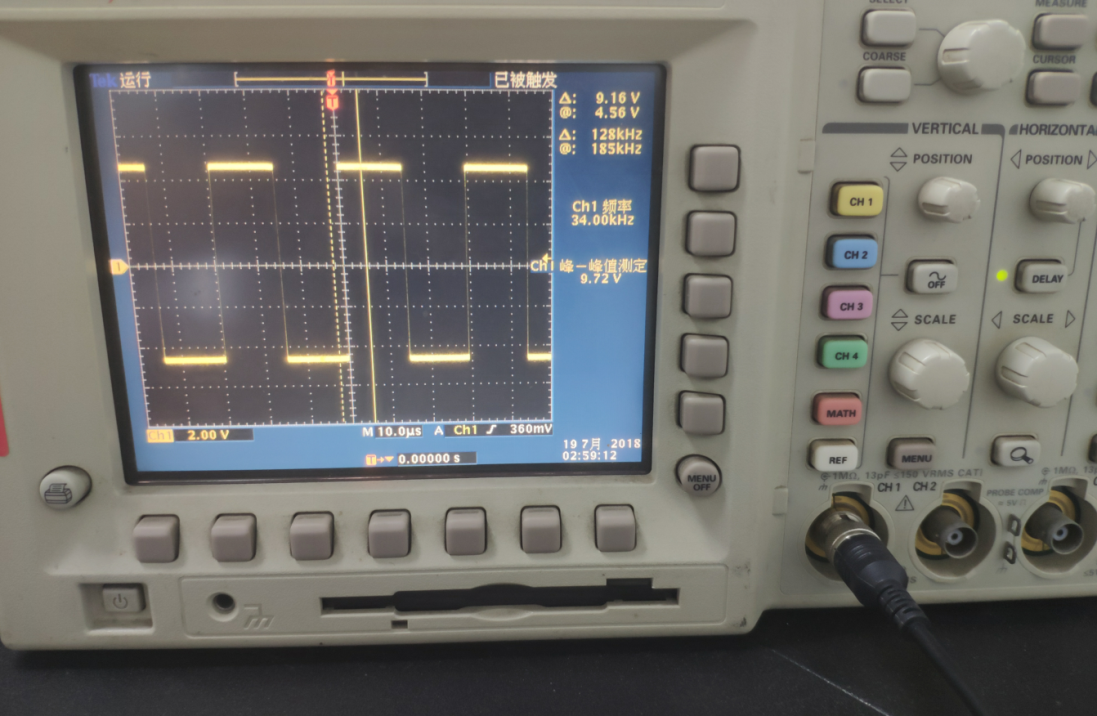 Tek 运行
已被触发
Δ: 9.16 V
@: 4.56 V
Δ: 128kHz
@: 185kHz
Ch1 频率
34.00kHz
Ch1 峰-峰值测定
9.72 V
T
T
1
Ch1 2.00 V
M 10.0µs A Ch1 360mV
T 0.00000 s
19 7月 2018
02:59:12
MENU
OFF
SELECT
COARSE
MEASURE
CURSOR
VERTICAL
POSITION
HORIZONTA
POSITION
CH 1
CH 2
CH 3
CH 4
MATH
REF
MENU
OFF
DELAY
SCALE
SCALE
CH 1 CH 2
PROBE COMP